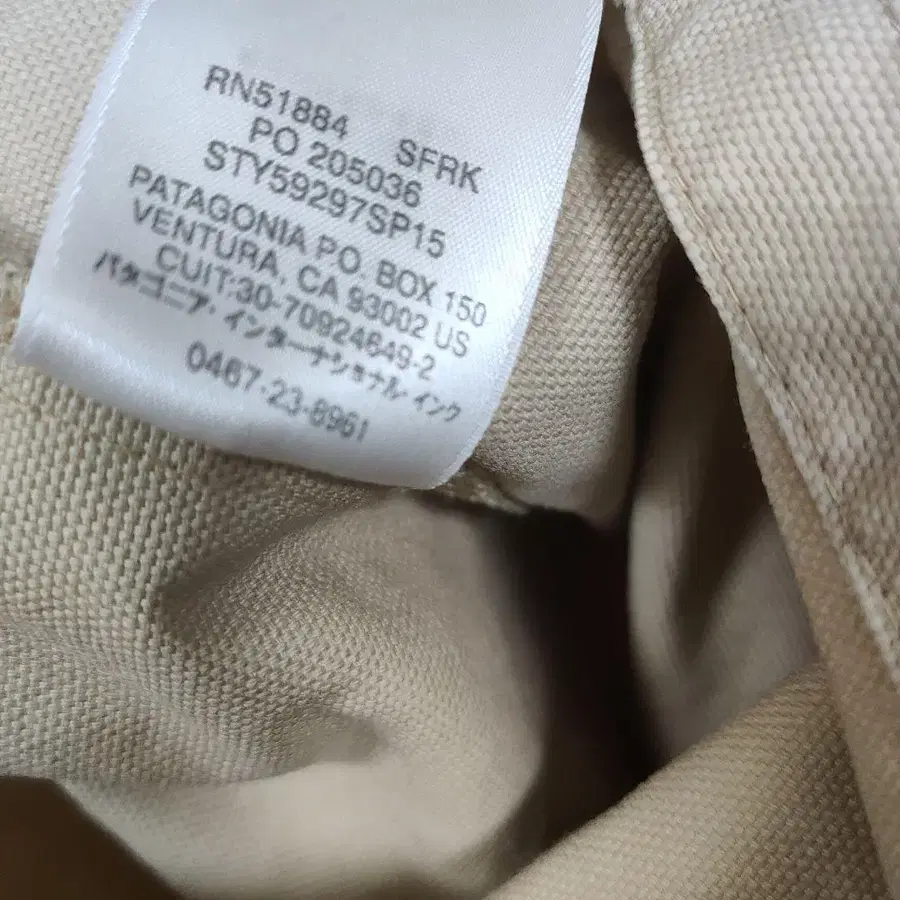 RN51884 SFRK
PO 205036
STY59297SP15
PATAGONIA PO. BOX 150
VENTURA, CA 93002 US
CUIT:30-70924649-2
パタゴニア・インターナショナル・インク
0467-23-8961